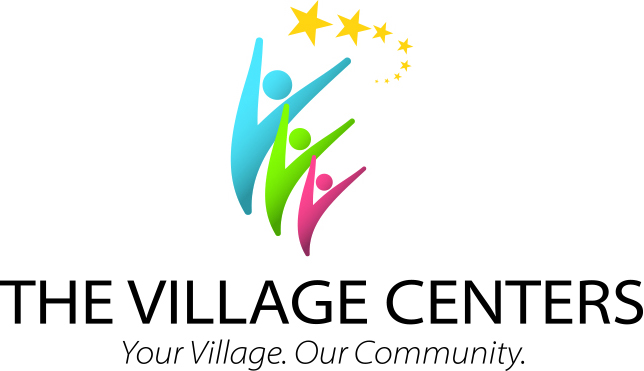 THE VILLAGE CENTERS
Your Village. Our Community.